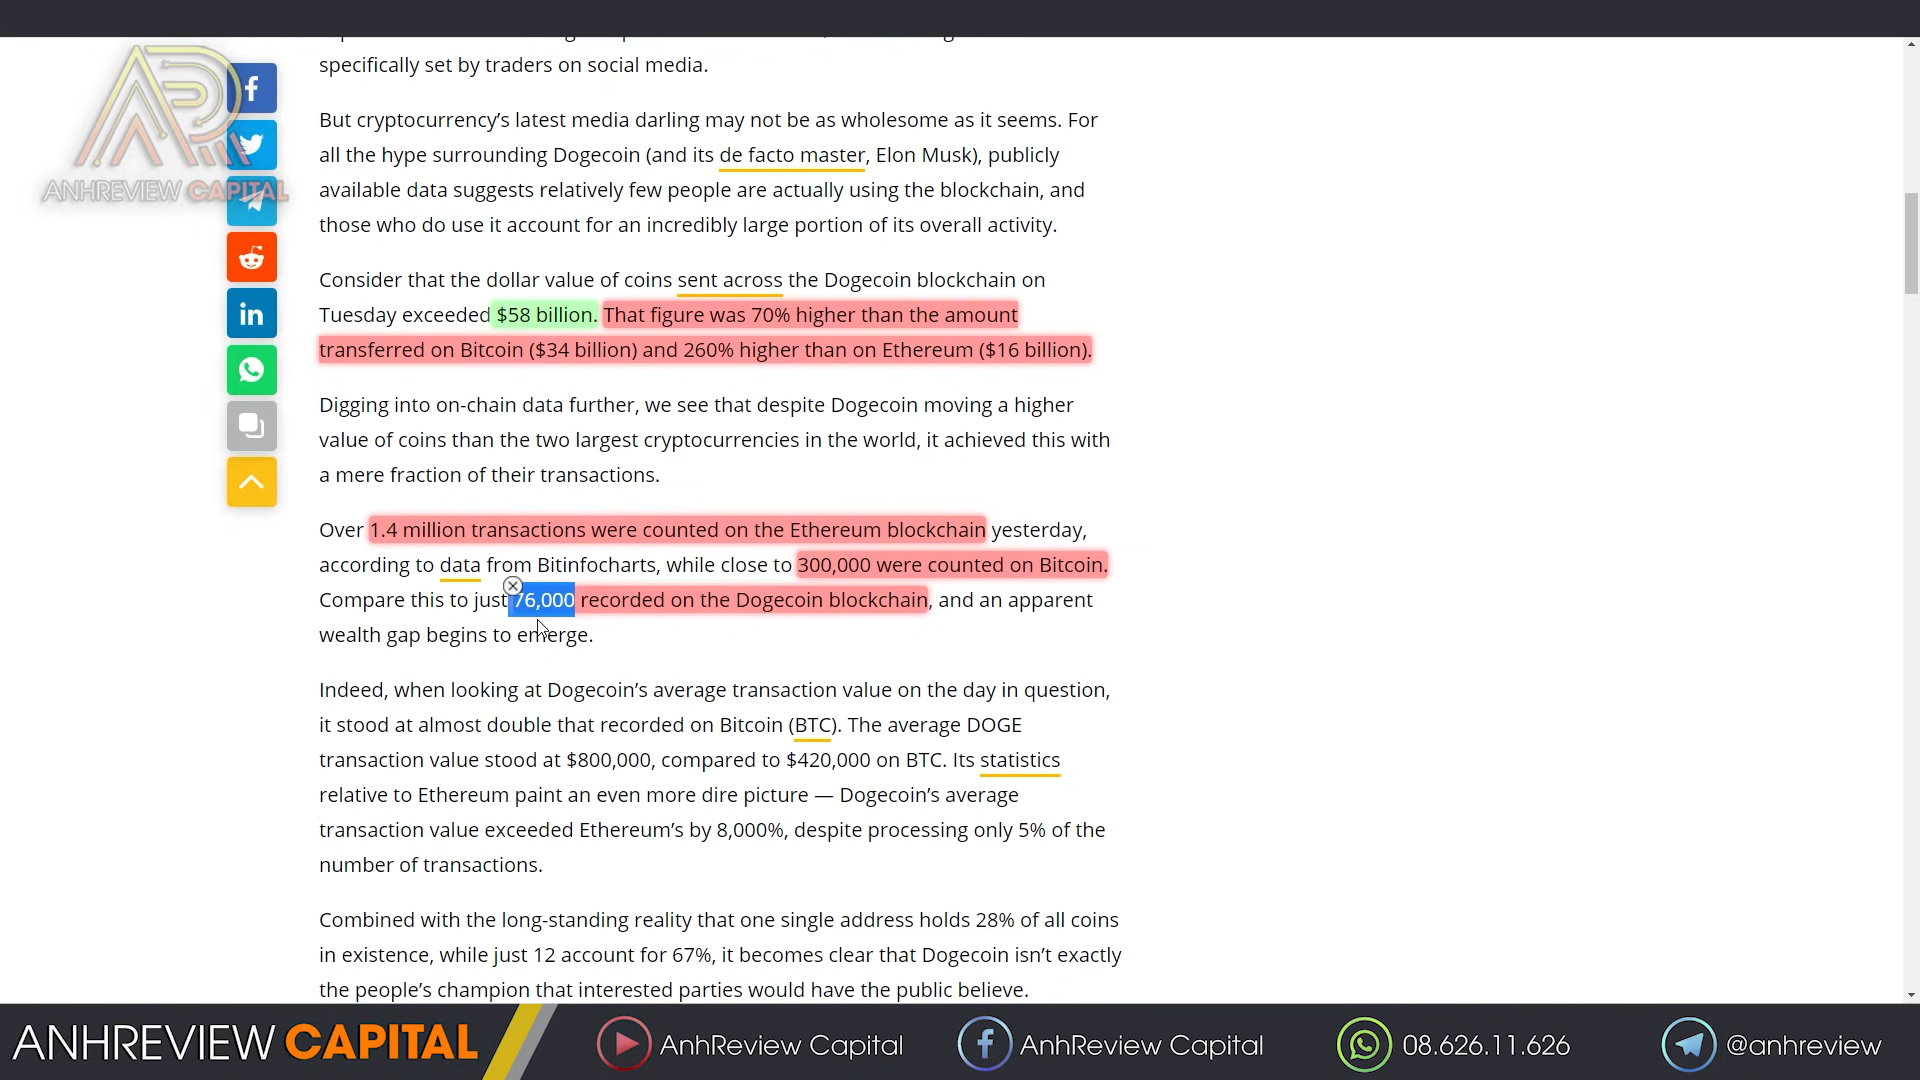 specifically set by traders on social media.
But cryptocurrency’s latest media darling may not be as wholesome as it seems. For
all the hype surrounding Dogecoin (and its de facto master, Elon Musk), publicly
available data suggests relatively few people are actually using the blockchain, and
those who do use it account for an incredibly large portion of its overall activity.
Consider that the dollar value of coins sent across the Dogecoin blockchain on
Tuesday exceeded $58 billion. That figure was 70% higher than the amount
transferred on Bitcoin ($34 billion) and 260% higher than on Ethereum ($16 billion).
Digging into on-chain data further, we see that despite Dogecoin moving a higher
value of coins than the two largest cryptocurrencies in the world, it achieved this with
a mere fraction of their transactions.
Over 1.4 million transactions were counted on the Ethereum blockchain yesterday,
according to data from Bitinfocharts, while close to 300,000 were counted on Bitcoin.
Compare this to just 76,000 recorded on the Dogecoin blockchain, and an apparent
wealth gap begins to emerge.
Indeed, when looking at Dogecoin’s average transaction value on the day in question,
it stood at almost double that recorded on Bitcoin (BTC). The average DOGE
transaction value stood at $800,000, compared to $420,000 on BTC. Its statistics
relative to Ethereum paint an even more dire picture — Dogecoin’s average
transaction value exceeded Ethereum’s by 8,000%, despite processing only 5% of the
number of transactions.
Combined with the long-standing reality that one single address holds 28% of all coins
in existence, while just 12 account for 67%, it becomes clear that Dogecoin isn’t exactly
the people’s champion that interested parties would have the public believe.
ANHREVIEW CAPITAL
ANHREVIEW CAPITAL AnhReview Capital AnhReview Capital 08.626.11.626 @anhreview